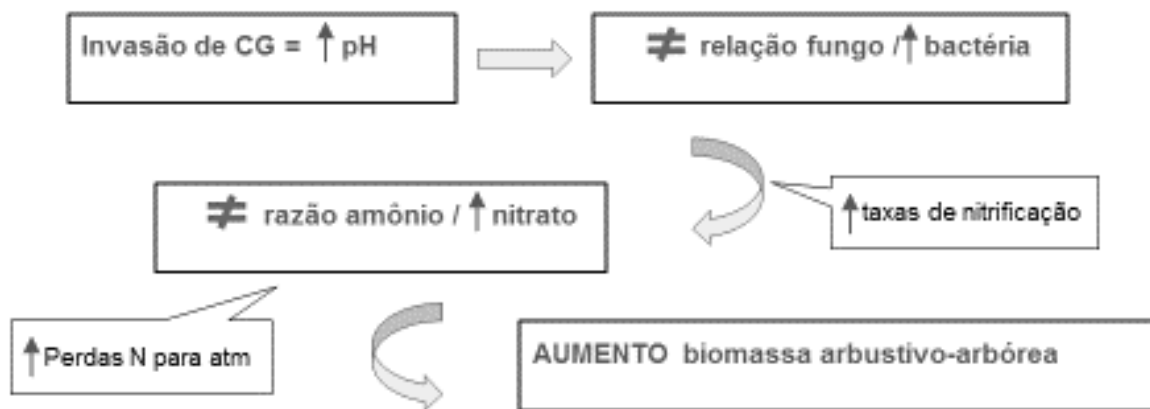 Invasão de CG = ↑ pH
≠ relação fungo / ↑ bactéria
↑ taxas de nitrificação
≠ razão amônio / ↑ nitrato
↑ Perdas N para atm
AUMENTO biomassa arbustivo-arbórea